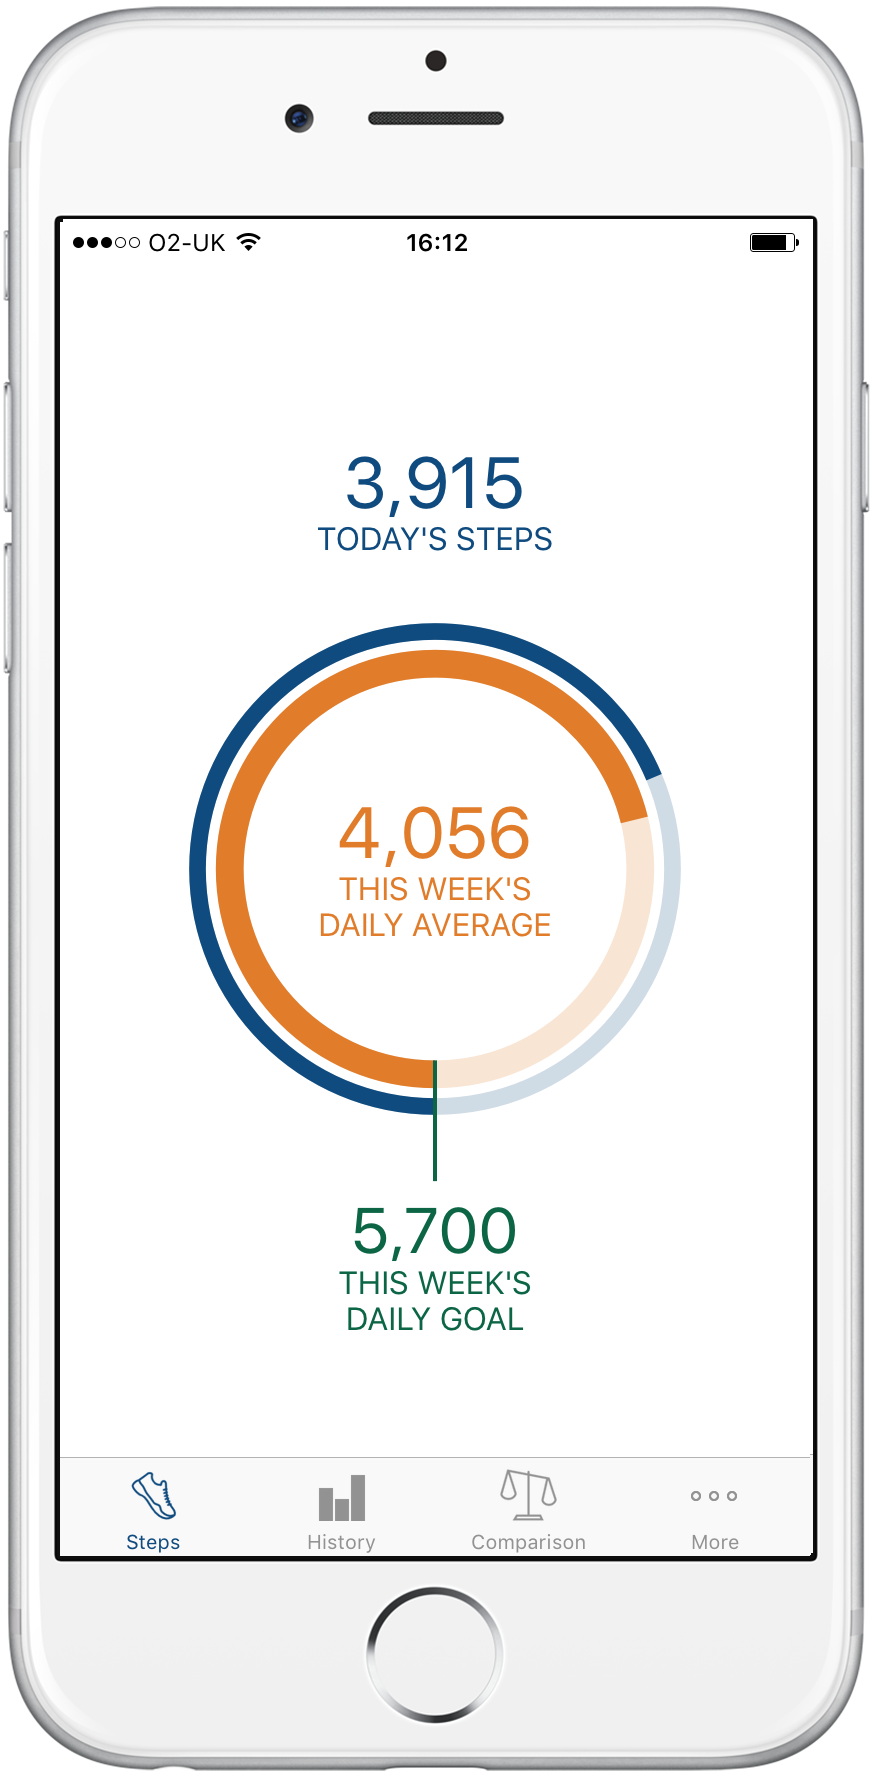 O2-UK 16:12
3,915
TODAY'S STEPS
4,056
THIS WEEK'S
DAILY AVERAGE
5,700
THIS WEEK'S
DAILY GOAL
Steps History Comparison More